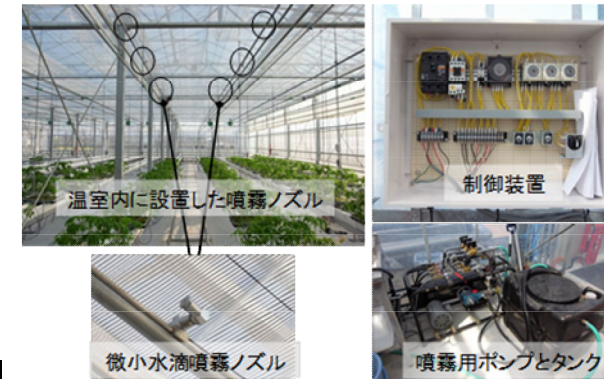 温室内に設置した噴霧ノズル
制御装置
微小水滴噴霧ノズル
噴霧用ポンプとタンク